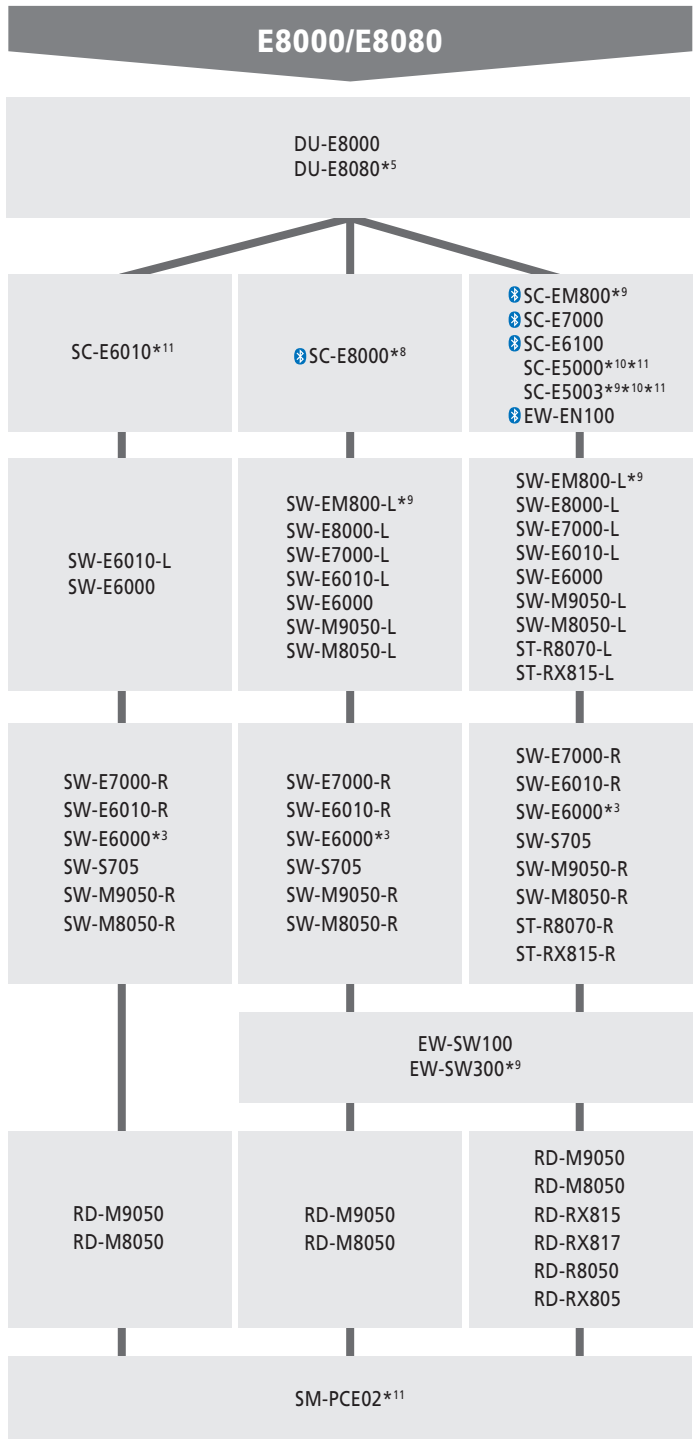 E8000/E8080
DU-E8000
DU-E8080*5
SC-E6010*11
SC-E8000*8
SC-EM800*9
SC-E7000
SC-E6100
SC-E5000*10*11
SC-E5003*9*10*11
EW-EN100
SW-E6010-L
SW-E6000
SW-EM800-L*9
SW-E8000-L
SW-E7000-L
SW-E6010-L
SW-E6000
SW-M9050-L
SW-M8050-L
SW-EM800-L*9
SW-E8000-L
SW-E7000-L
SW-E6010-L
SW-E6000
SW-M9050-L
SW-M8050-L
ST-R8070-L
ST-RX815-L
SW-E7000-R
SW-E6010-R
SW-E6000*3
SW-S705
SW-M9050-R
SW-M8050-R
SW-E7000-R
SW-E6010-R
SW-E6000*3
SW-S705
SW-M9050-R
SW-M8050-R
SW-E7000-R
SW-E6010-R
SW-E6000*3
SW-S705
SW-M9050-R
SW-M8050-R
ST-R8070-R
ST-RX815-R
EW-SW100
EW-SW300*9
RD-M9050
RD-M8050
RD-M9050
RD-M8050
RD-M9050
RD-M8050
RD-RX815
RD-RX817
RD-R8050
RD-RX805
SM-PCE02*11